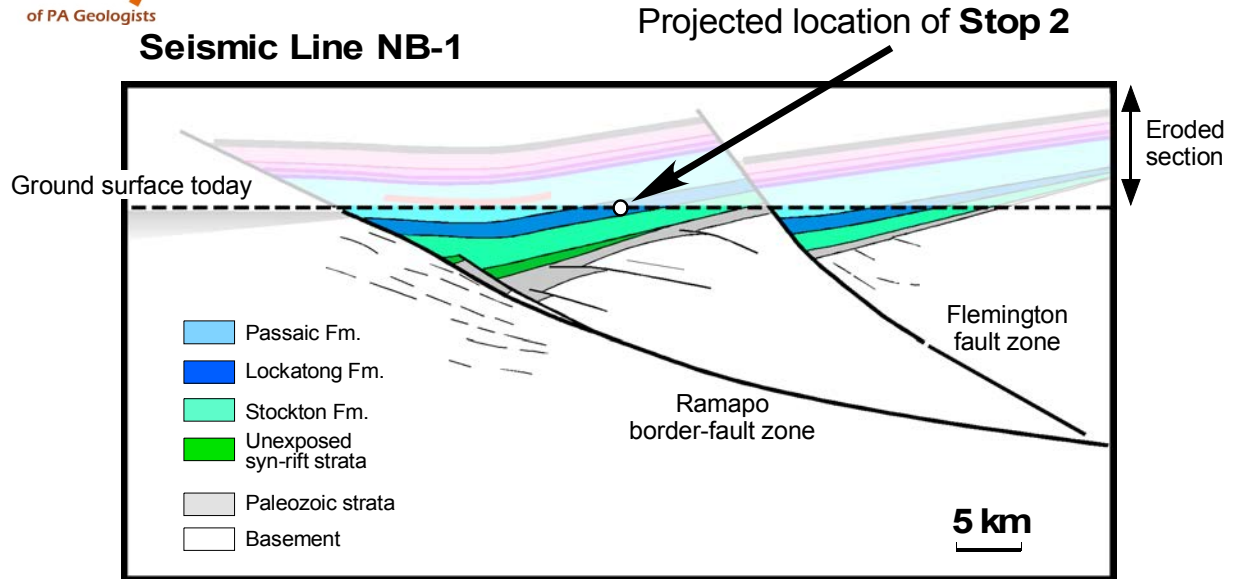 of PA Geologists
Seismic Line NB-1
Projected location of Stop 2
Eroded
section
Ground surface today
Passaic Fm.
Lockatong Fm.
Stockton Fm.
Unexposed
syn-rift strata
Paleozoic strata
Basement
Ramapo
border-fault zone
Flemington
fault zone
5 km